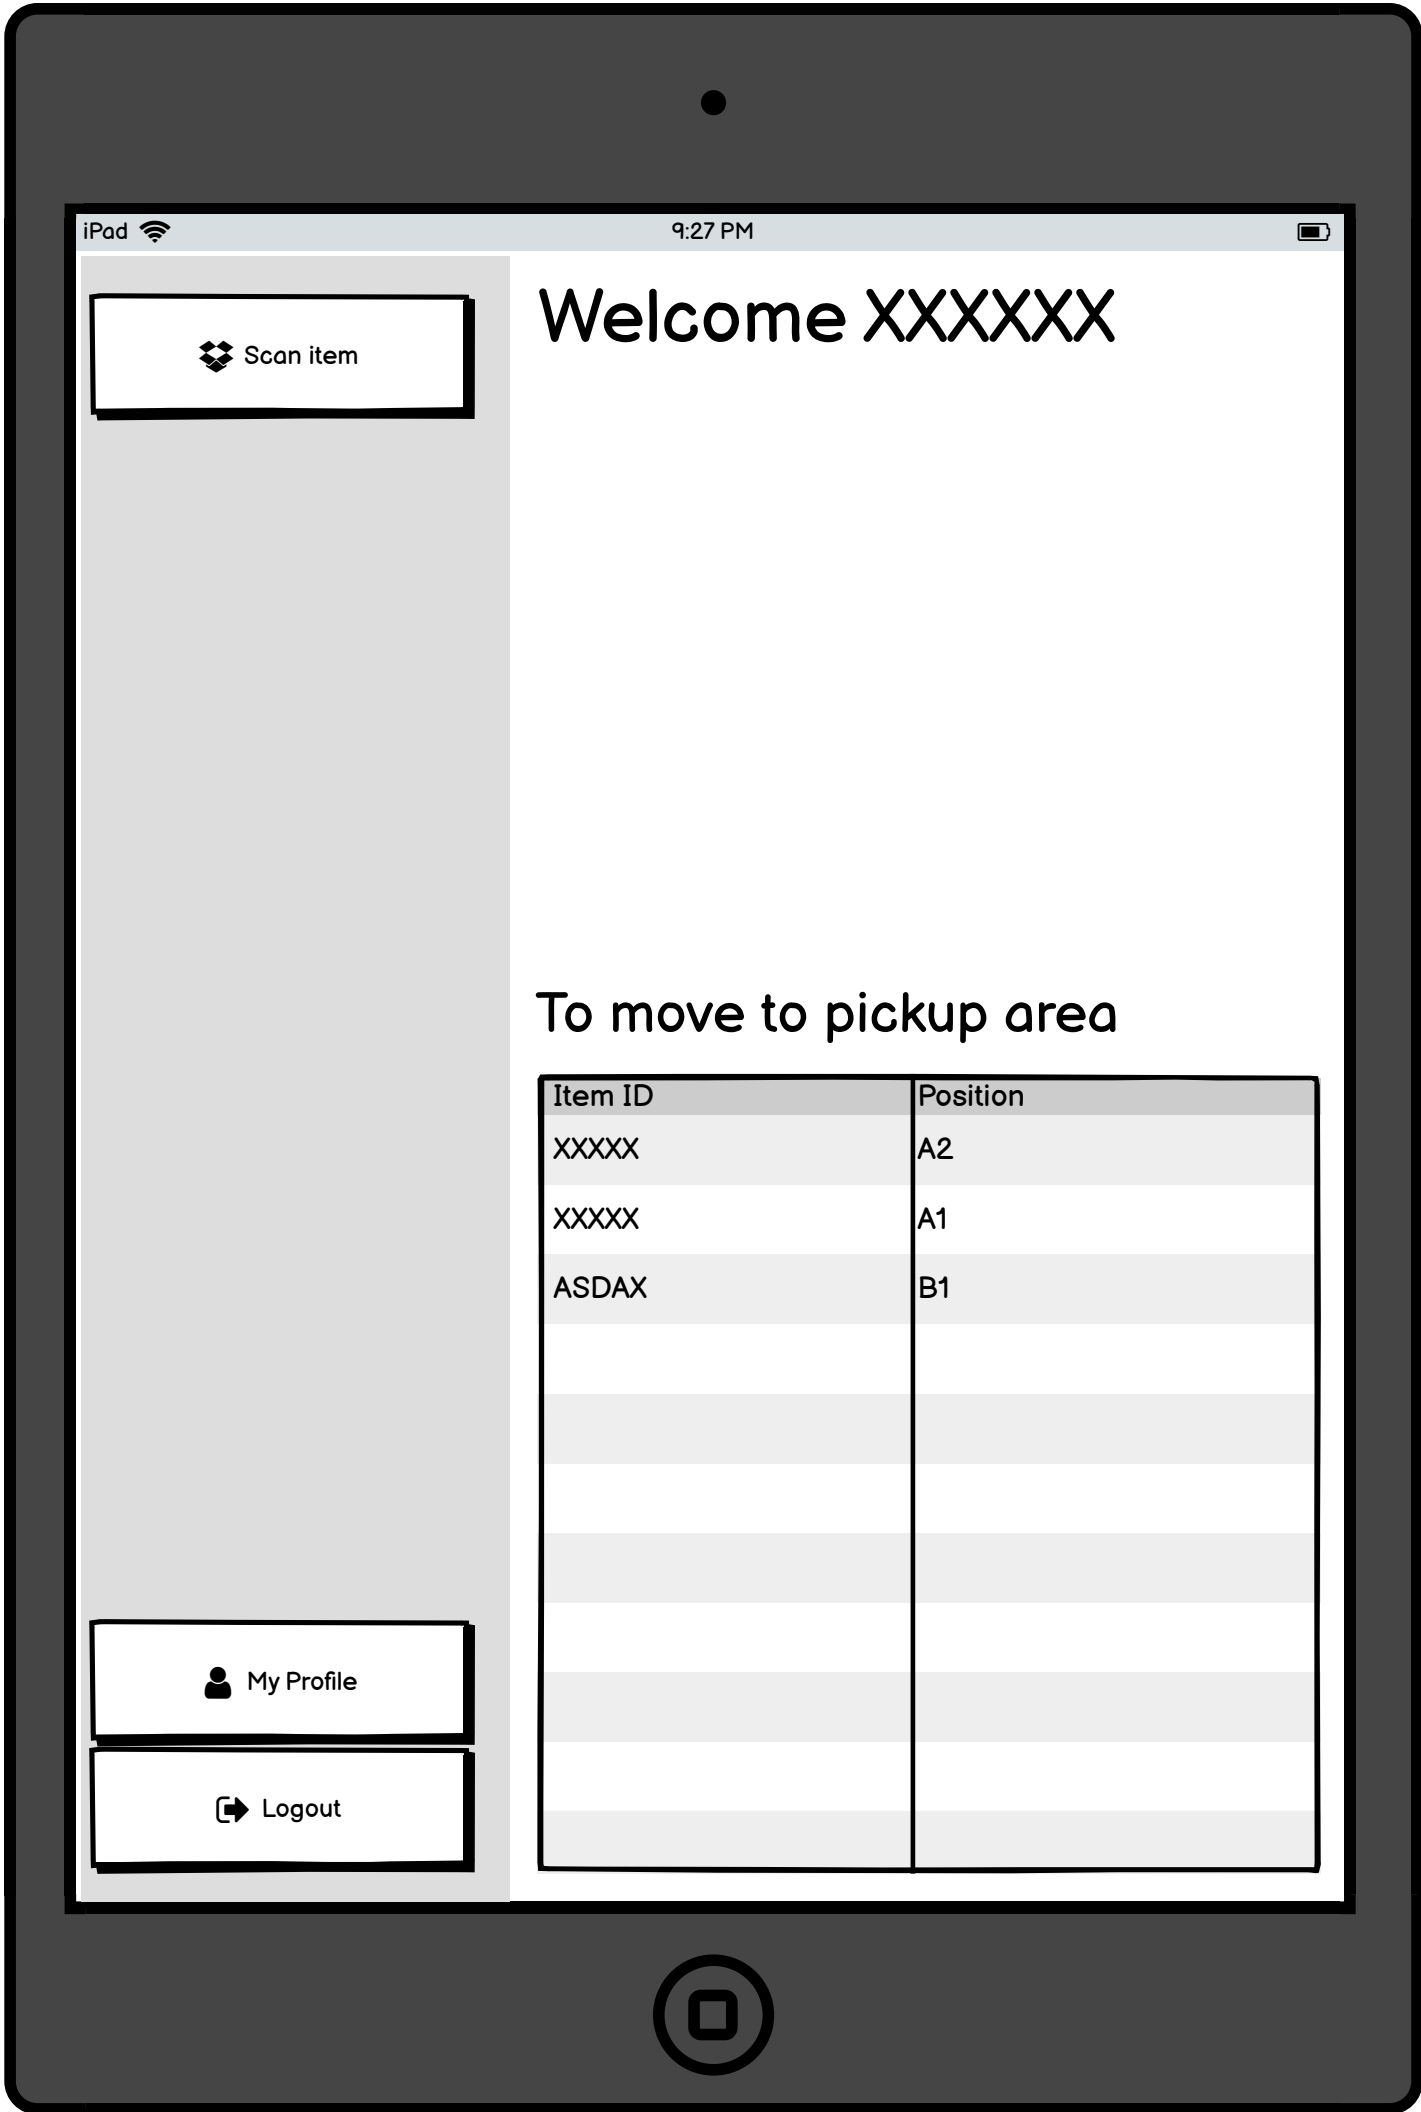 iPad
9:27 PM
Scan item
Welcome XXXXXX
To move to pickup area
Item ID Position
XXXXX A2
XXXXX A1
ASDAX B1
My Profile
Logout